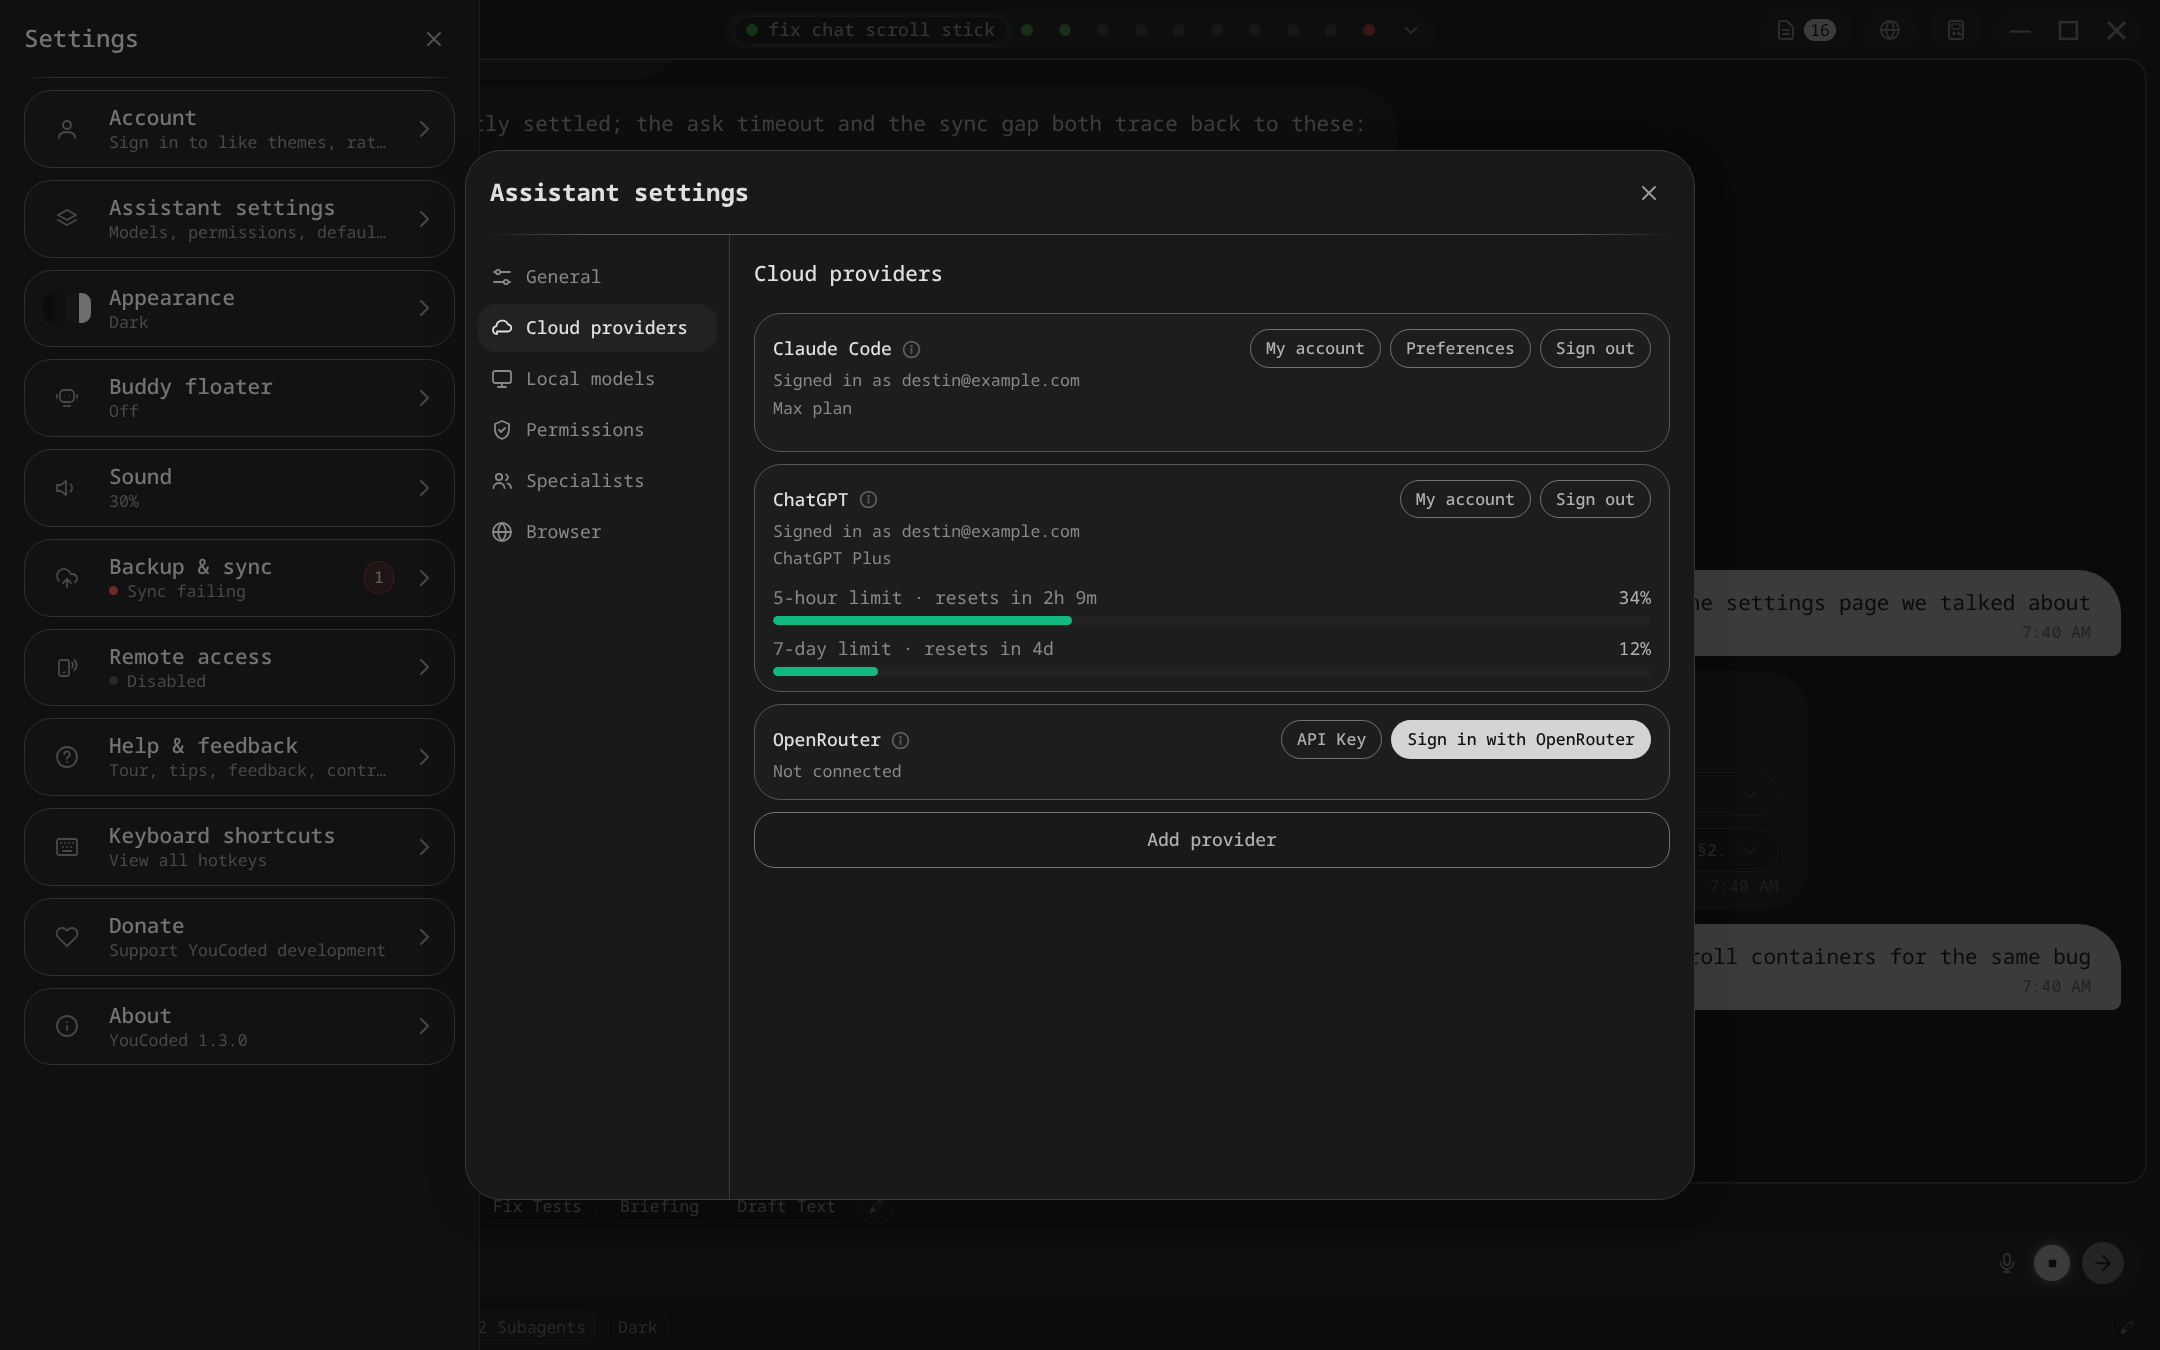 Settings
Account
Sign in to like themes, rat…
Assistant settings
Models, permissions, defaul…
Appearance
Dark
Buddy floater
Off
Sound
30%
Backup & sync
Sync failing
1
Remote access
Disabled
Help & feedback
Tour, tips, feedback, contr…
Keyboard shortcuts
View all hotkeys
Donate
Support YouCoded development
About
YouCoded 1.3.0
fix chat scroll stick
16
tly settled; the ask timeout and the sync gap both trace back to these:
Assistant settings
General
Cloud providers
Local models
Permissions
Specialists
Browser
Cloud providers
Claude Code
My account
Preferences
Sign out
Signed in as destin@example.com
Max plan
ChatGPT
My account
Sign out
Signed in as destin@example.com
ChatGPT Plus
5-hour limit · resets in 2h 9m
34%
7-day limit · resets in 4d
12%
OpenRouter
API Key
Sign in with OpenRouter
Not connected
Add provider
he settings page we talked about
7:40 AM
§2.
7:40 AM
roll containers for the same bug
7:40 AM
Fix Tests
Briefing
Draft Text
2 Subagents
Dark